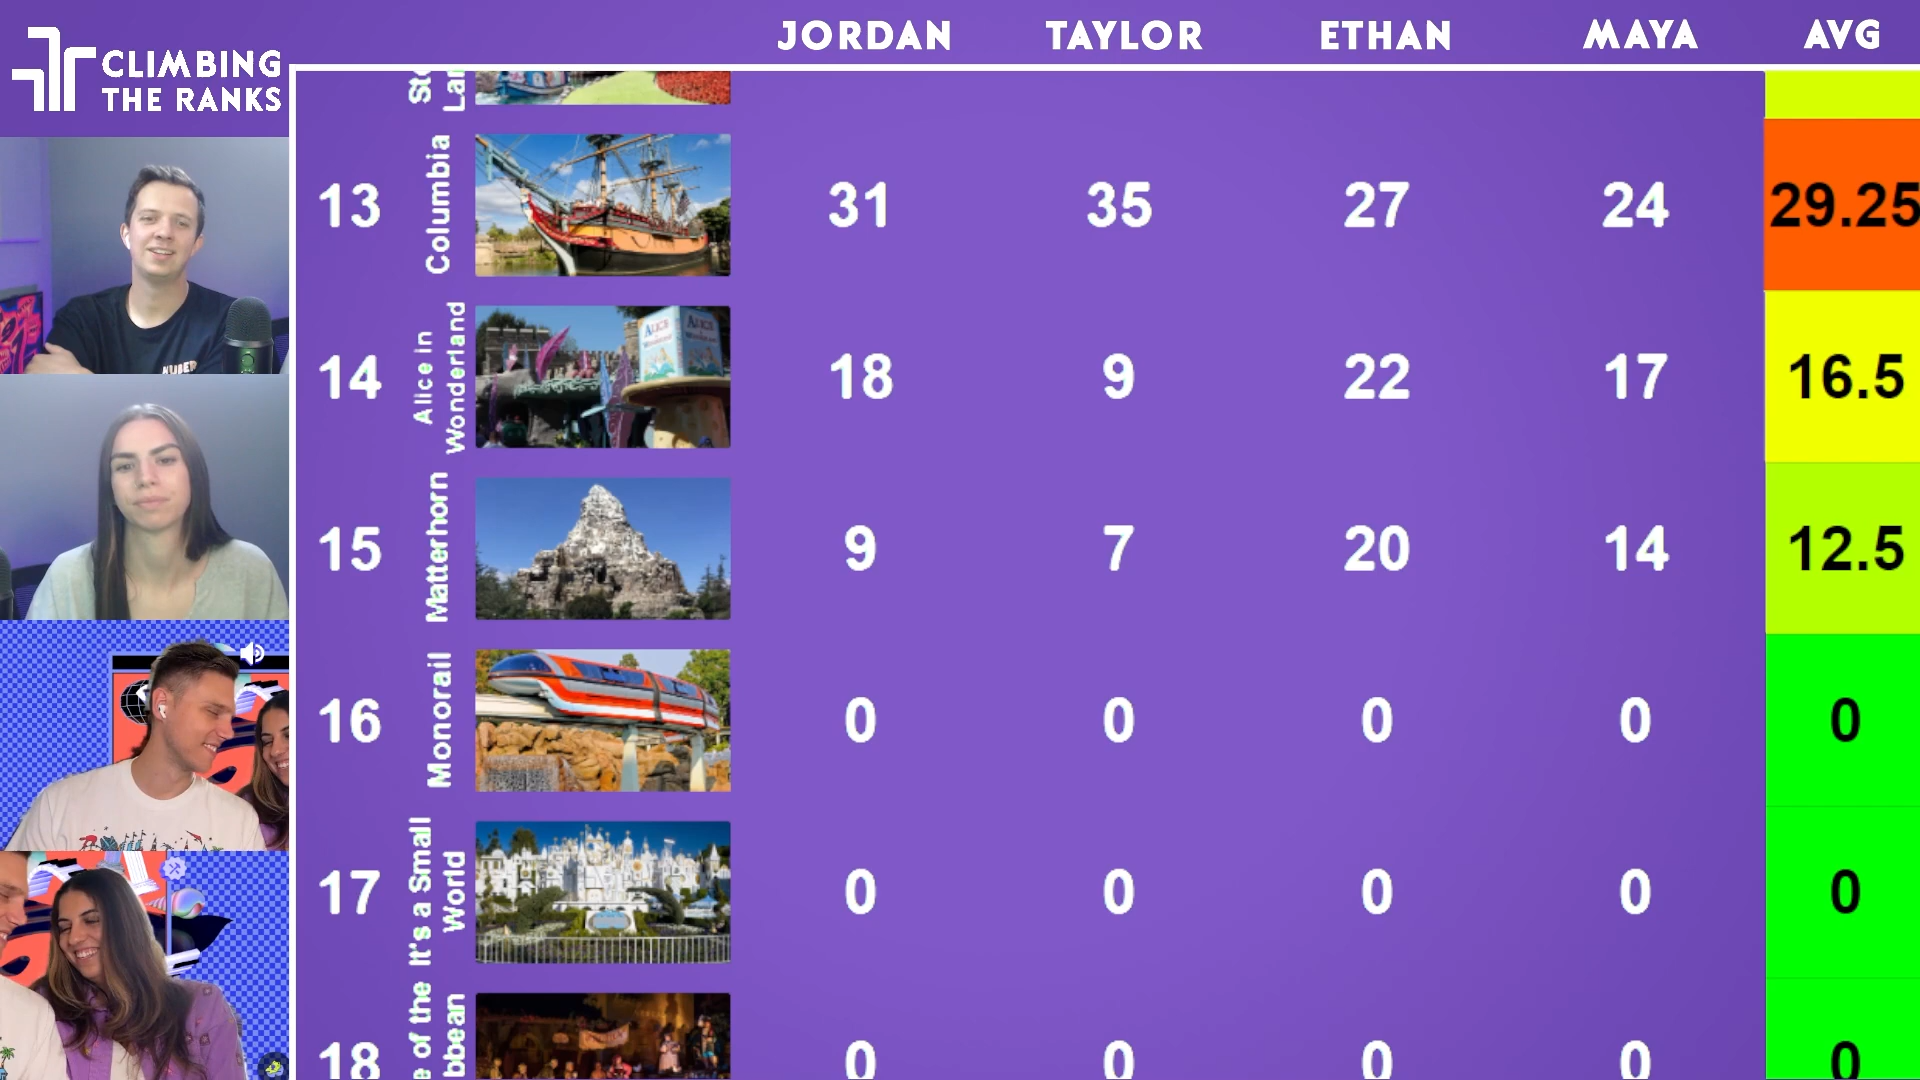 CLIMBING
THE RANKS
JORDAN TAYLOR ETHAN MAYA AVG
13 Columbia 31 35 27 24 29.25
14 Alice in
Wonderland 18 9 22 17 16.5
15 Matterhorn 9 7 20 14 12.5
16 Monorail 0 0 0 0 0
17 It's a Small
World 0 0 0 0 0
18 of the 0 0 0 0 0